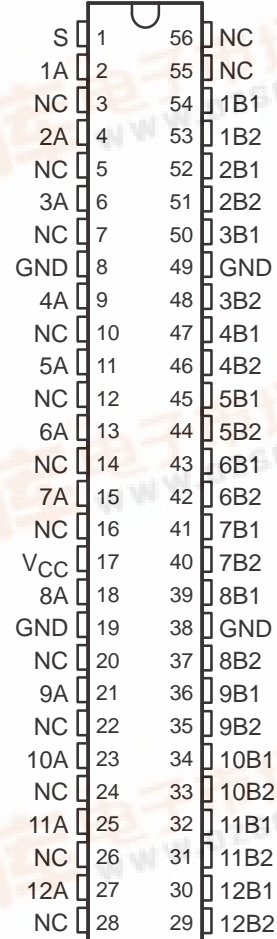 S 1 56 NC
1A 2 55 NC
NC 3 54 1B1
2A 4 53 1B2
NC 5 52 2B1
3A 6 51 2B2
NC 7 50 3B1
GND 8 49 GND
4A 9 48 3B2
NC 10 47 4B1
5A 11 46 4B2
NC 12 45 5B1
6A 13 44 5B2
NC 14 43 6B1
7A 15 42 6B2
NC 16 41 7B1
VCC 17 40 7B2
8A 18 39 8B1
GND 19 38 GND
NC 20 37 8B2
9A 21 36 9B1
NC 22 35 9B2
10A 23 34 10B1
NC 24 33 10B2
11A 25 32 11B1
NC 26 31 11B2
12A 27 30 12B1
NC 28 29 12B2